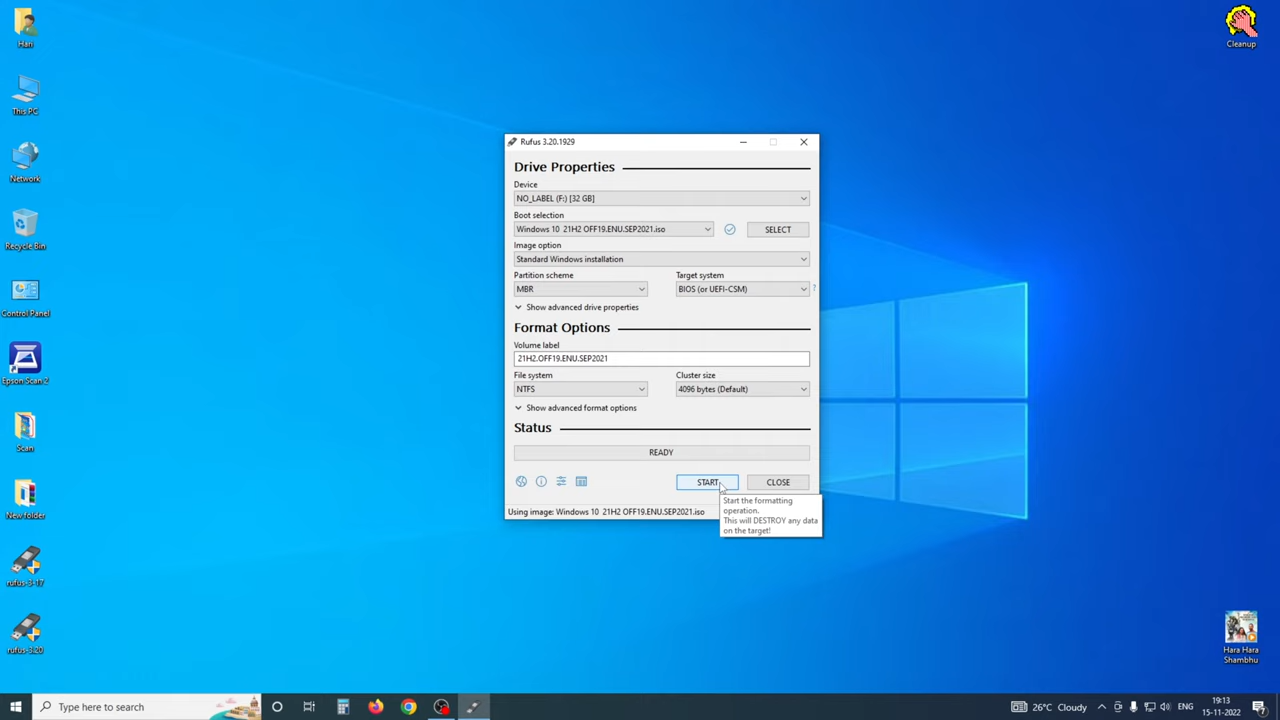 Hari
This PC
Network
Recycle Bin
Control Panel
Epson Scan 2
Scan
New folder
rufus-3-17
rufus-3.20
Cleanup
Hara Hara
Shambhu
Rufus 3.20.1929
Drive Properties
Device
NO_LABEL (F:) [32 GB]
Boot selection
Windows 10 21H2 OFF19.ENU.SEP2021.iso
SELECT
Image option
Standard Windows installation
Partition scheme
Target system
MBR
BIOS (or UEFI-CSM)
?
Show advanced drive properties
Format Options
Volume label
21H2.OFF19.ENU.SEP2021
File system
Cluster size
NTFS
4096 bytes (Default)
Show advanced format options
Status
READY
START
CLOSE
Start the formatting
operation.
This will DESTROY any data
on the target!
Using image: Windows 10 21H2 OFF19.ENU.SEP2021.iso
Type here to search
26°C Cloudy
ENG
19:13
15-11-2022